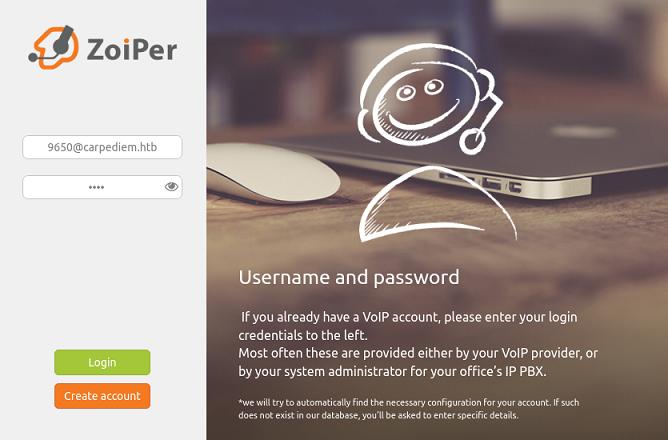 ZoiPer
9650@carpediem.htb
••••
Login
Create account
Username and password
If you already have a VoIP account, please enter your login
credentials to the left.
Most often these are provided either by your VoIP provider, or
by your system administrator for your office's IP PBX.
*we will try to automatically find the necessary configuration for your account. If such
does not exist in our database, you'll be asked to enter specific details.